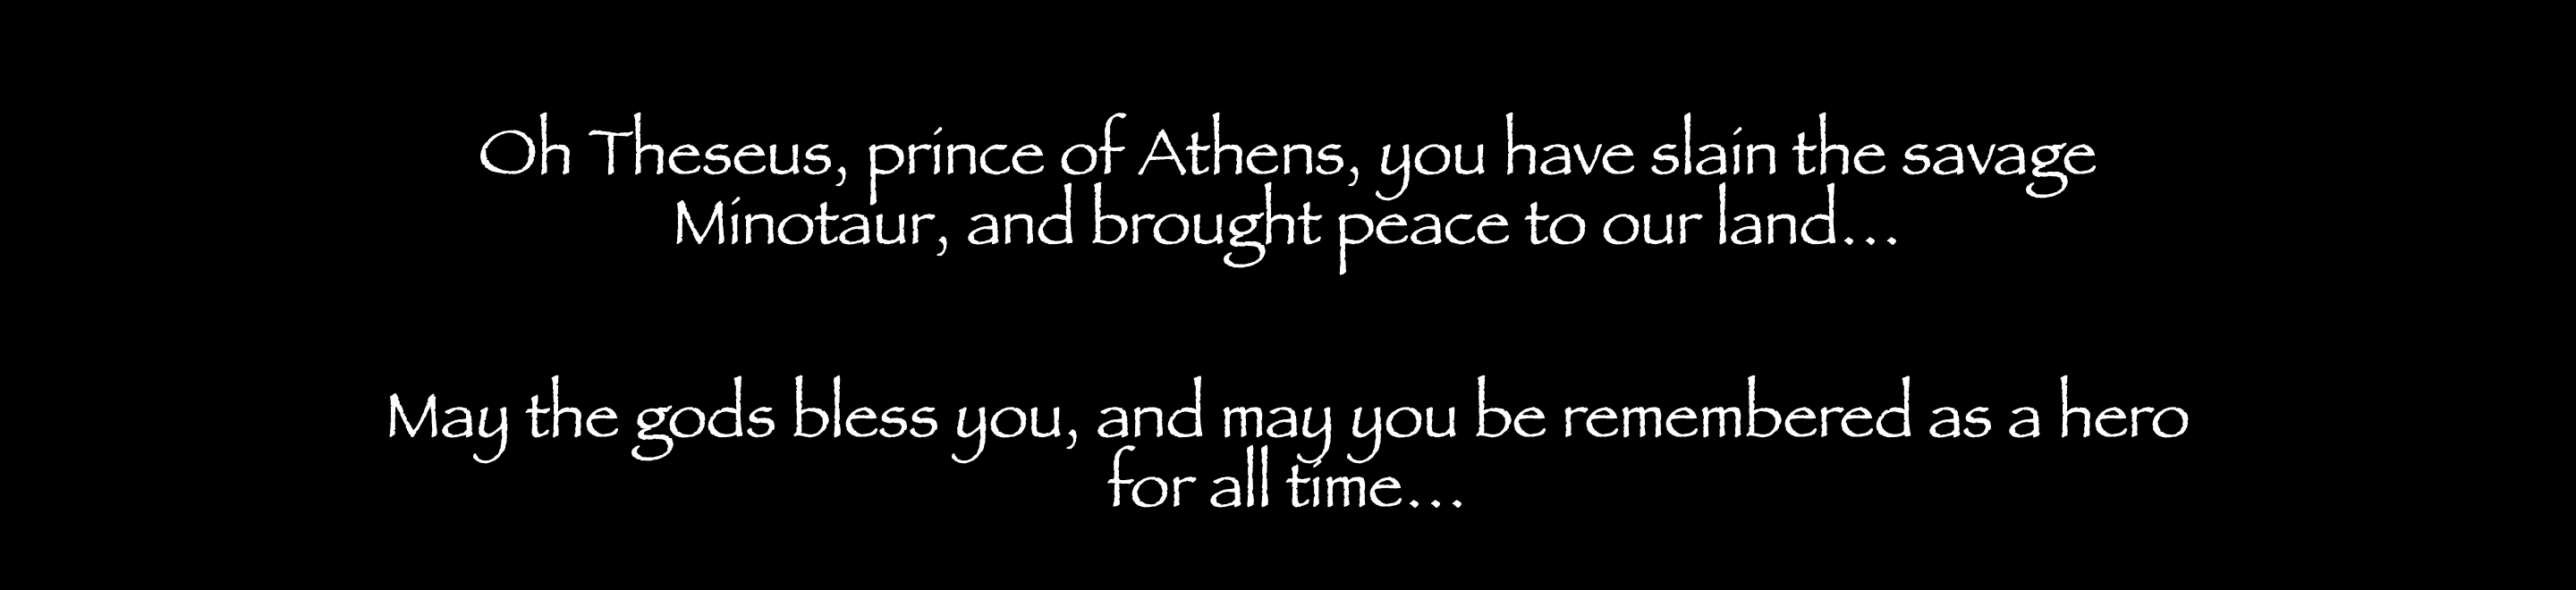 Oh Theseus, prince of Athens, you have slain the savage
Minotaur, and brought peace to our land...
May the gods bless you, and may you be remembered as a hero
for all time...